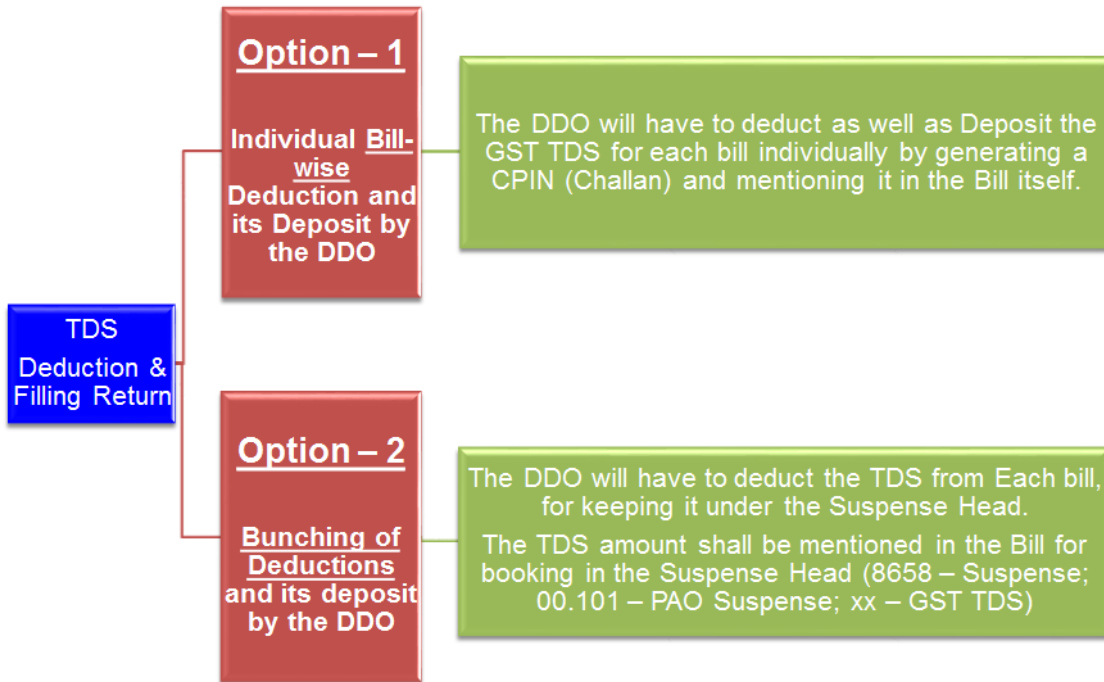 TDS
Deduction &
Filling Return
Option – 1
Individual Bill-
wise
Deduction and
its Deposit by
the DDO
The DDO will have to deduct as well as Deposit the
GST TDS for each bill individually by generating a
CPIN (Challan) and mentioning it in the Bill itself.
Option – 2
Bunching of
Deductions
and its deposit
by the DDO
The DDO will have to deduct the TDS from Each bill,
for keeping it under the Suspense Head.
The TDS amount shall be mentioned in the Bill for
booking in the Suspense Head (8658 – Suspense;
00.101 – PAO Suspense; xx – GST TDS)